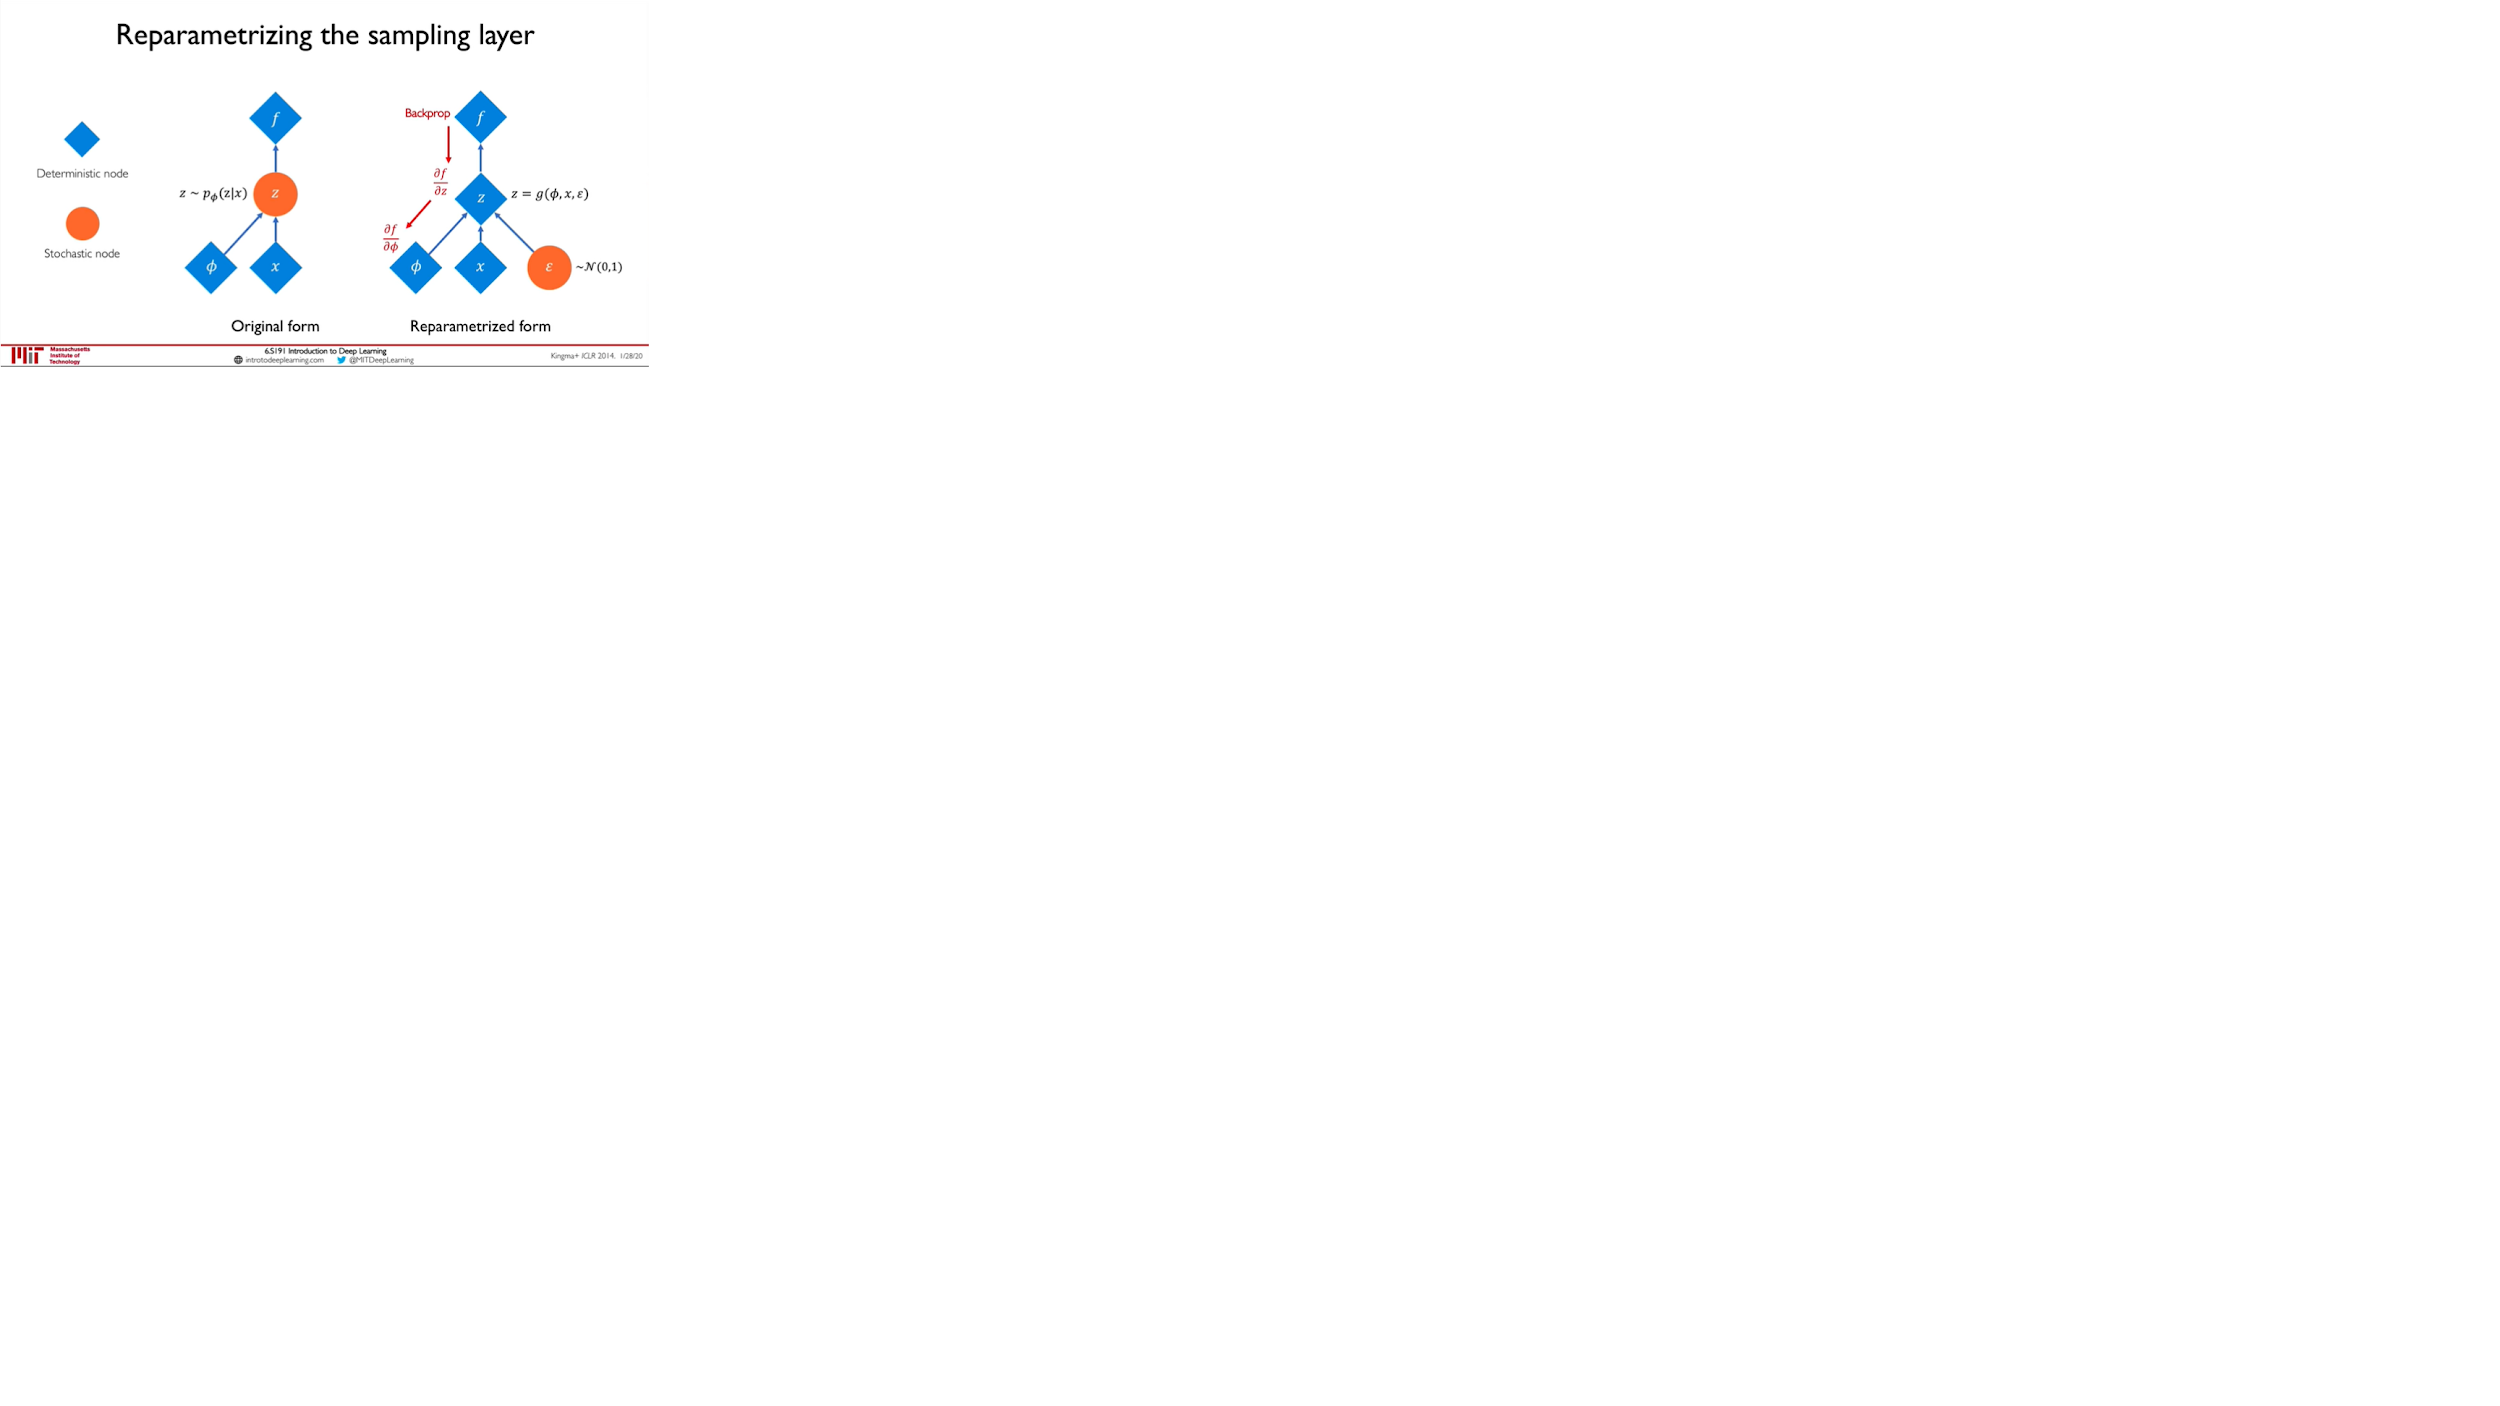 Reparametrizing the sampling layer
Deterministic node
Stochastic node
f
z ~ p_ϕ(z|x)
z
ϕ
x
Original form
Backprop
f
∂f/∂z
z
z = g(ϕ, x, ε)
∂f/∂ϕ
ϕ
x
ε
~𝒩(0,1)
Reparametrized form
Massachusetts
Institute of
Technology
6.S191 Introduction to Deep Learning
introtodeeplearning.com @MITDeepLearning
Kingma+ ICLR 2014. 1/28/20